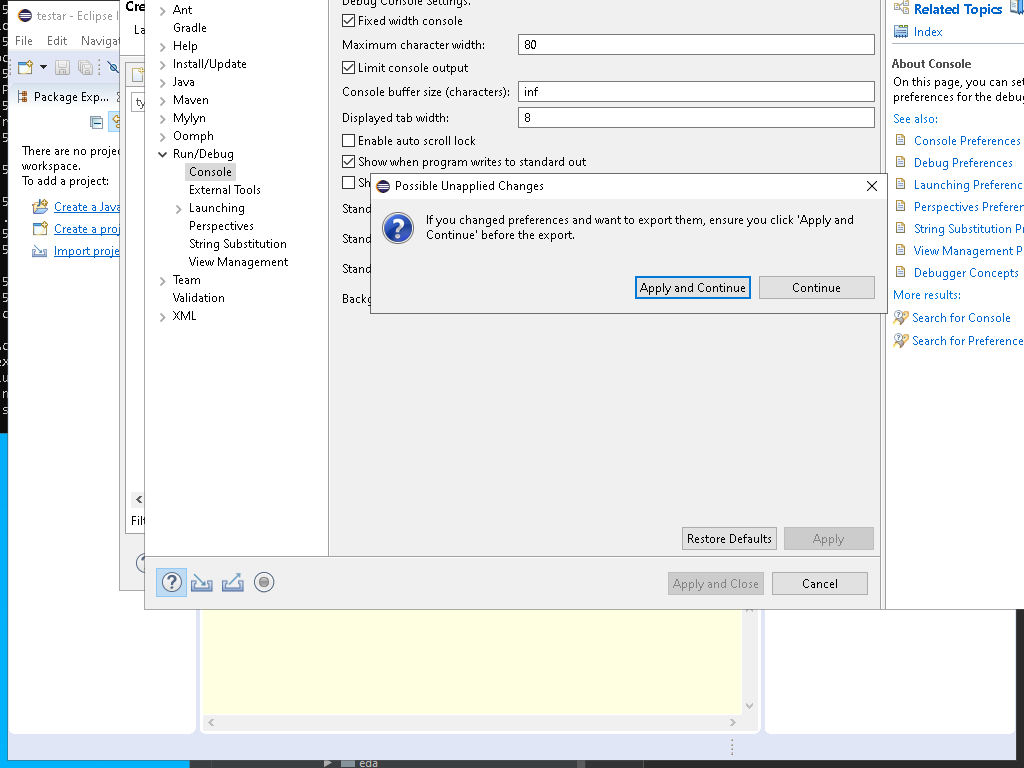 testar - Eclipse I
File Edit Navigat
Package Exp...
There are no projec
workspace.
To add a project:
Create a Java
Create a proj
Import proje
Cre
La
ty
Filt
Ant
Gradle
Help
Install/Update
Java
Maven
Mylyn
Oomph
Run/Debug
Console
External Tools
Launching
Perspectives
String Substitution
View Management
Team
Validation
XML
Debug Console Settings.
Fixed width console
Maximum character width: 80
Limit console output
Console buffer size (characters): inf
Displayed tab width: 8
Enable auto scroll lock
Show when program writes to standard out
Sh
Stand
Stand
Stand
Backg
Possible Unapplied Changes
If you changed preferences and want to export them, ensure you click 'Apply and
Continue' before the export.
Apply and Continue Continue
Restore Defaults Apply
Apply and Close Cancel
Related Topics
Index
About Console
On this page, you can set
preferences for the debug
See also:
Console Preferences
Debug Preferences
Launching Preferenc
Perspectives Preferen
String Substitution Pr
View Management P
Debugger Concepts
More results:
Search for Console
Search for Preference
eda